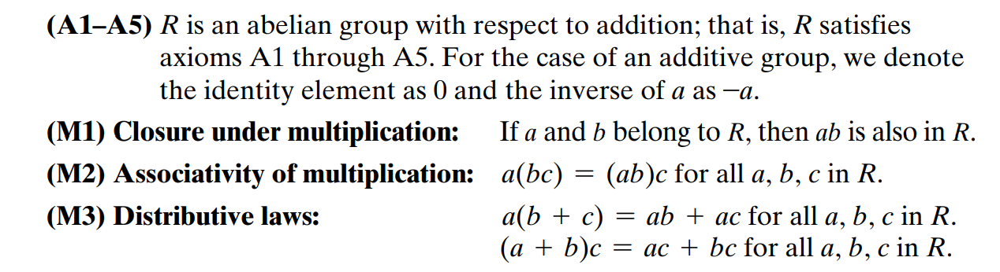 (A1–A5) R is an abelian group with respect to addition; that is, R satisfies
axioms A1 through A5. For the case of an additive group, we denote
the identity element as 0 and the inverse of a as −a.
(M1) Closure under multiplication: If a and b belong to R, then ab is also in R.
(M2) Associativity of multiplication: a(bc) = (ab)c for all a, b, c in R.
(M3) Distributive laws: a(b + c) = ab + ac for all a, b, c in R.
(a + b)c = ac + bc for all a, b, c in R.